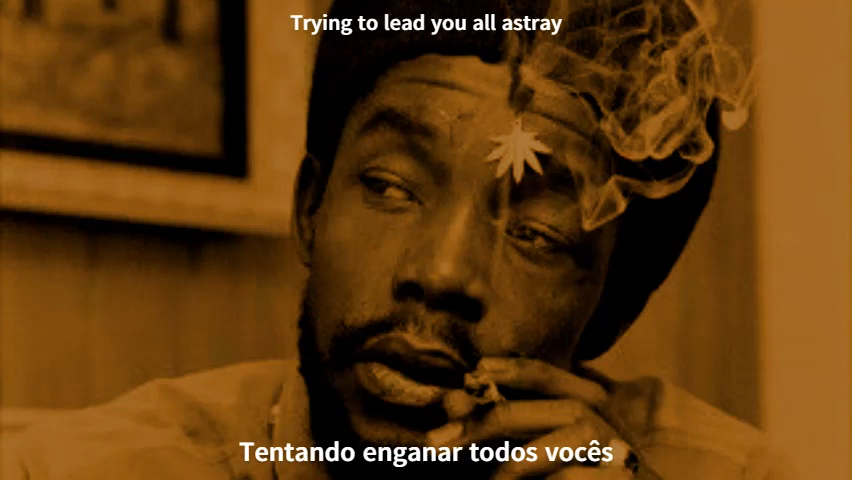 Trying to lead you all astray
Tentando enganar todos vocês